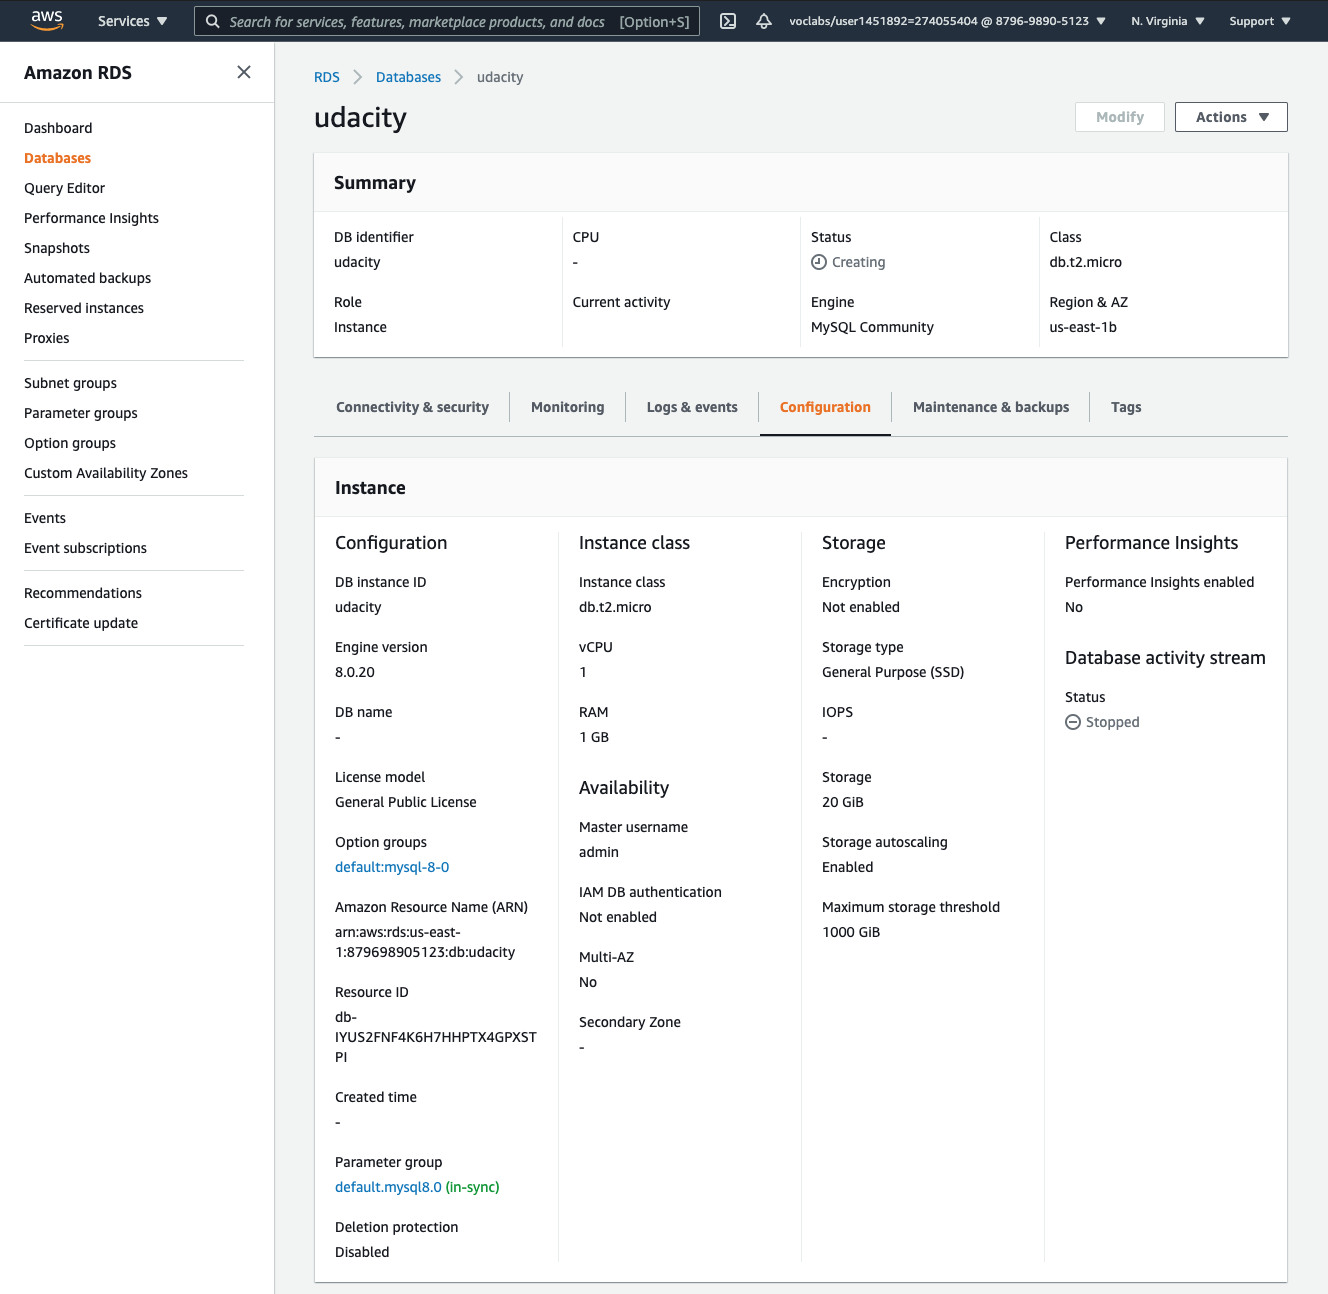 aws
Services
Search for services, features, marketplace products, and docs [Option+S]
voclabs/user1451892=274055404 @ 8796-9890-5123
N. Virginia
Support
Amazon RDS
Dashboard
Databases
Query Editor
Performance Insights
Snapshots
Automated backups
Reserved instances
Proxies
Subnet groups
Parameter groups
Option groups
Custom Availability Zones
Events
Event subscriptions
Recommendations
Certificate update
RDS > Databases > udacity
udacity
Modify
Actions
Summary
DB identifier
udacity
Role
Instance
CPU
-
Current activity
Status
Creating
Engine
MySQL Community
Class
db.t2.micro
Region & AZ
us-east-1b
Connectivity & security
Monitoring
Logs & events
Configuration
Maintenance & backups
Tags
Instance
Configuration
DB instance ID
udacity
Engine version
8.0.20
DB name
-
License model
General Public License
Option groups
default:mysql-8-0
Amazon Resource Name (ARN)
arn:aws:rds:us-east-
1:879698905123:db:udacity
Resource ID
db-
IYUS2FNF4K6H7HHPTX4GPXST
PI
Created time
-
Parameter group
default.mysql8.0 (in-sync)
Deletion protection
Disabled
Instance class
Instance class
db.t2.micro
vCPU
1
RAM
1 GB
Availability
Master username
admin
IAM DB authentication
Not enabled
Multi-AZ
No
Secondary Zone
-
Storage
Encryption
Not enabled
Storage type
General Purpose (SSD)
IOPS
-
Storage
20 GiB
Storage autoscaling
Enabled
Maximum storage threshold
1000 GiB
Performance Insights
Performance Insights enabled
No
Database activity stream
Status
Stopped